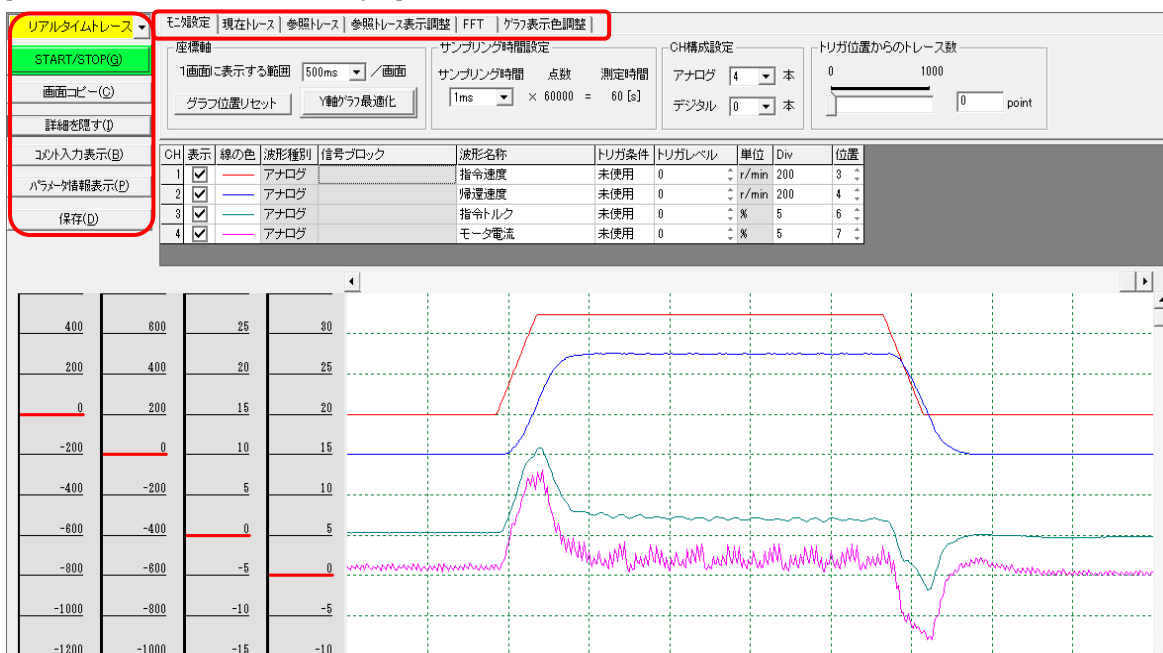 リアルタイムトレース
START/STOP(G)
画面コピー(C)
詳細を隠す(I)
コメント入力表示(B)
パラメータ情報表示(P)
保存(D)
モニタ設定 現在トレース 参照トレース 参照トレース表示調整 FFT グラフ表示色調整
座標軸
1画面に表示する範囲 500ms /画面
グラフ位置リセット Y軸グラフ最適化
サンプリング時間設定
サンプリング時間 点数 測定時間
1ms × 60000 = 60 [s]
CH構成設定
アナログ 4 本
デジタル 0 本
トリガ位置からのトレース数
0 1000
0 point
CH 表示 線の色 波形種別 信号ブロック 波形名称 トリガ条件 トリガレベル 単位 Div 位置
1 アナログ 指令速度 未使用 0 r/min 200 3
2 アナログ 帰還速度 未使用 0 r/min 200 4
3 アナログ 指令トルク 未使用 0 % 5 6
4 アナログ モータ電流 未使用 0 % 5 7
400 600 25 30
200 400 20 25
0 200 15 20
-200 0 10 15
-400 -200 5 10
-600 -400 0 5
-800 -600 -5 0
-1000 -800 -10 -5
-1200 -1000 -15 -10